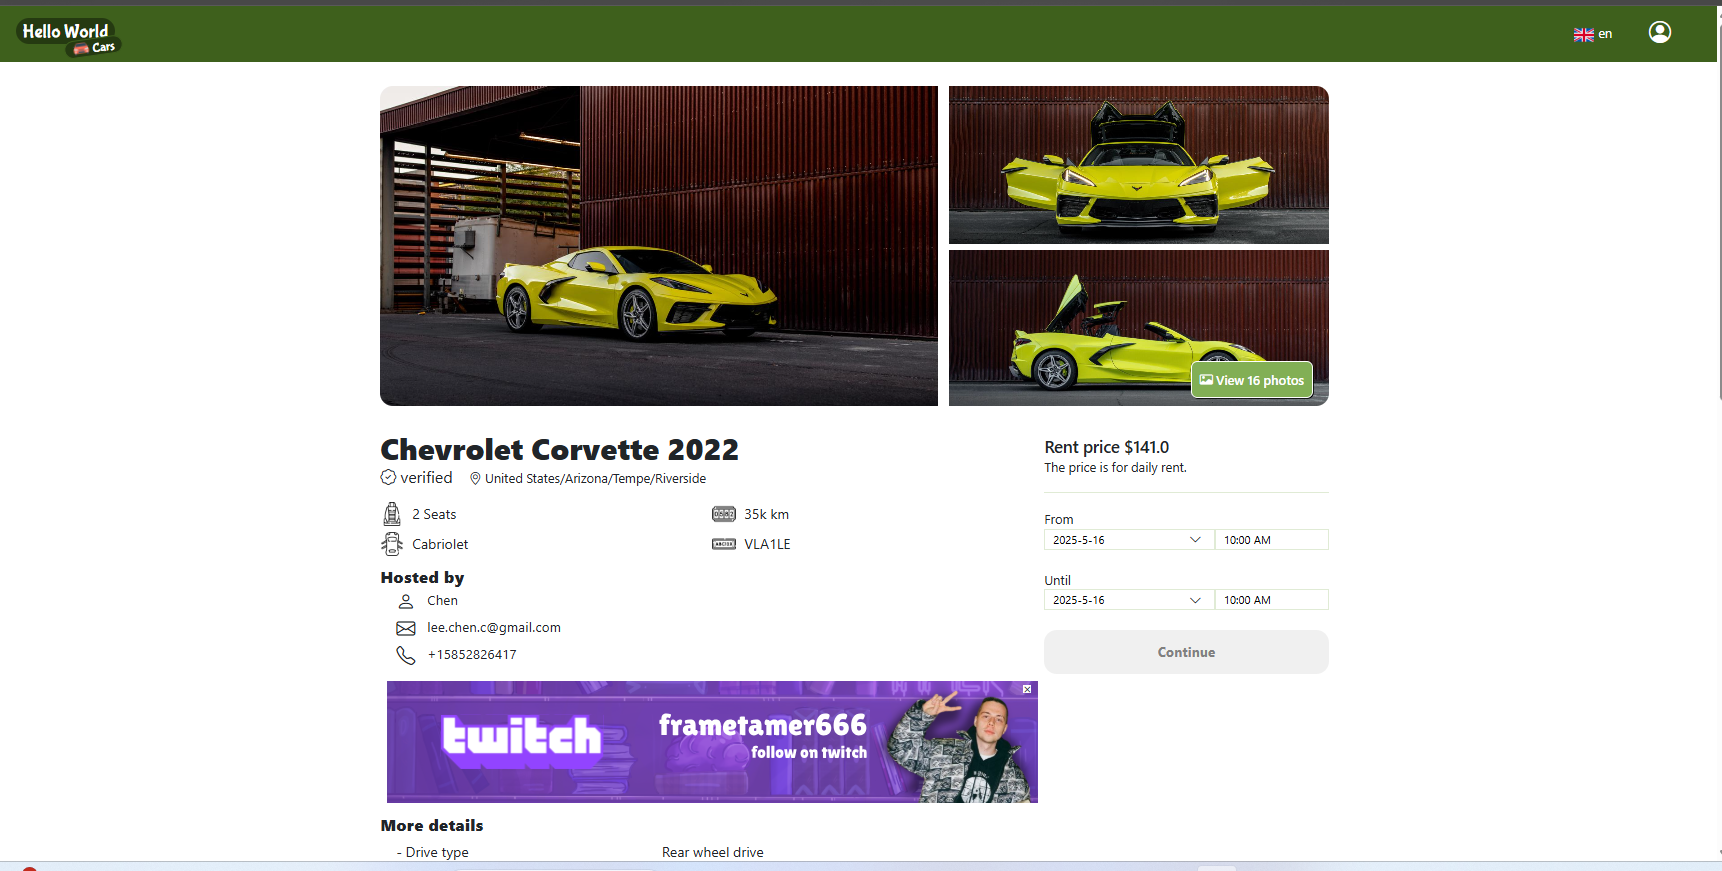 Hello World
Cars
en
View 16 photos
Chevrolet Corvette 2022
verified
United States/Arizona/Tempe/Riverside
2 Seats
35k km
Cabriolet
VLA1LE
Hosted by
Chen
lee.chen.c@gmail.com
+15852826417
Rent price $141.0
The price is for daily rent.
From
2025-5-16
10:00 AM
Until
2025-5-16
10:00 AM
Continue
twitch
frametamer666
follow on twitch
More details
- Drive type
Rear wheel drive